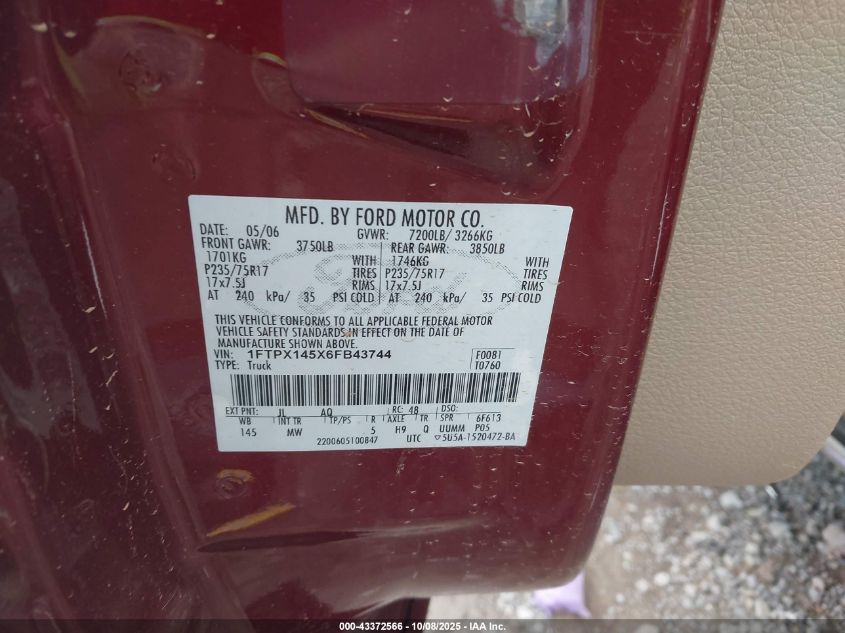 MFD. BY FORD MOTOR CO.
DATE: 05/06 GVWR: 7200LB/ 3266KG
FRONT GAWR: 3750LB REAR GAWR: 3850LB
1701KG WITH 1746KG WITH
P235/75R17 TIRES P235/75R17 TIRES
17x7.5J RIMS 17x7.5J RIMS
AT 240 kPa/ 35 PSI COLD AT 240 kPa/ 35 PSI COLD
Ford
THIS VEHICLE CONFORMS TO ALL APPLICABLE FEDERAL MOTOR
VEHICLE SAFETY STANDARDS IN EFFECT ON THE DATE OF
MANUFACTURE SHOWN ABOVE.
VIN: 1FTPX145X6FB43744 F0081
TYPE: Truck T0760
EXT PNT: JL AQ RC: 48 DSO:
WB INT TR TP/PS R AXLE TR SPR 6F613
145 MW 5 H9 Q UUMM P05
2200605100847 UTC ▽5U5A-1520472-BA
000-43372566 - 10/08/2025 - IAA Inc.